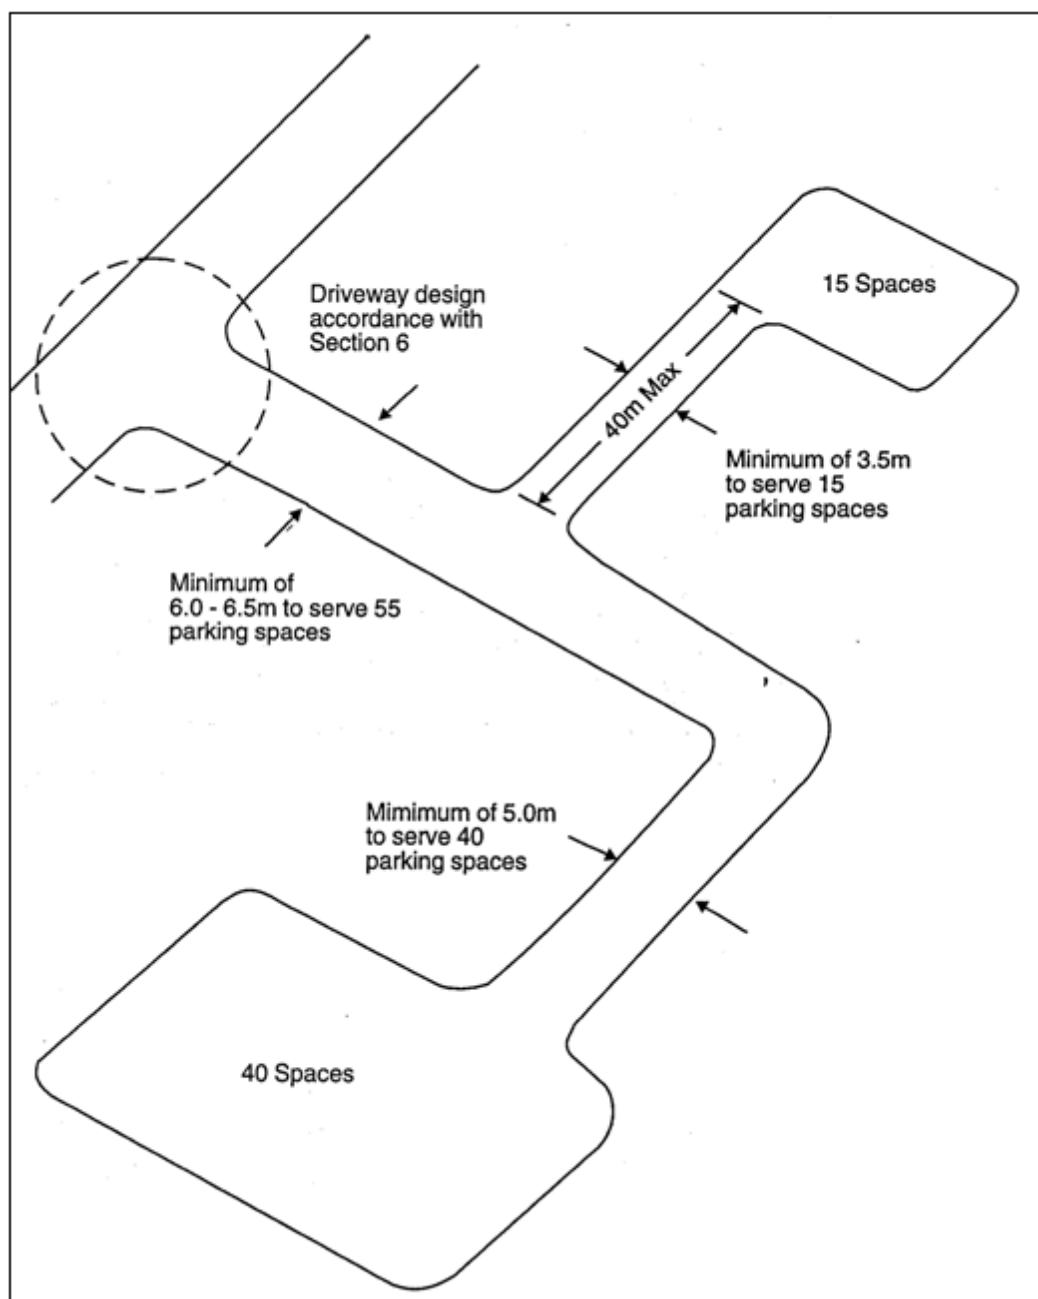 15 Spaces
Driveway design
accordance with
Section 6
40m Max
Minimum of 3.5m
to serve 15
parking spaces
Minimum of
6.0 - 6.5m to serve 55
parking spaces
Mimimum of 5.0m
to serve 40
parking spaces
40 Spaces